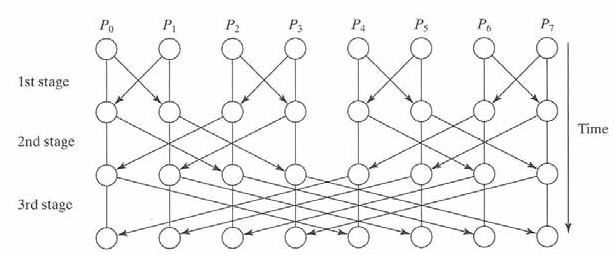 P0 P1 P2 P3 P4 P5 P6 P7
1st stage
2nd stage
Time
3rd stage